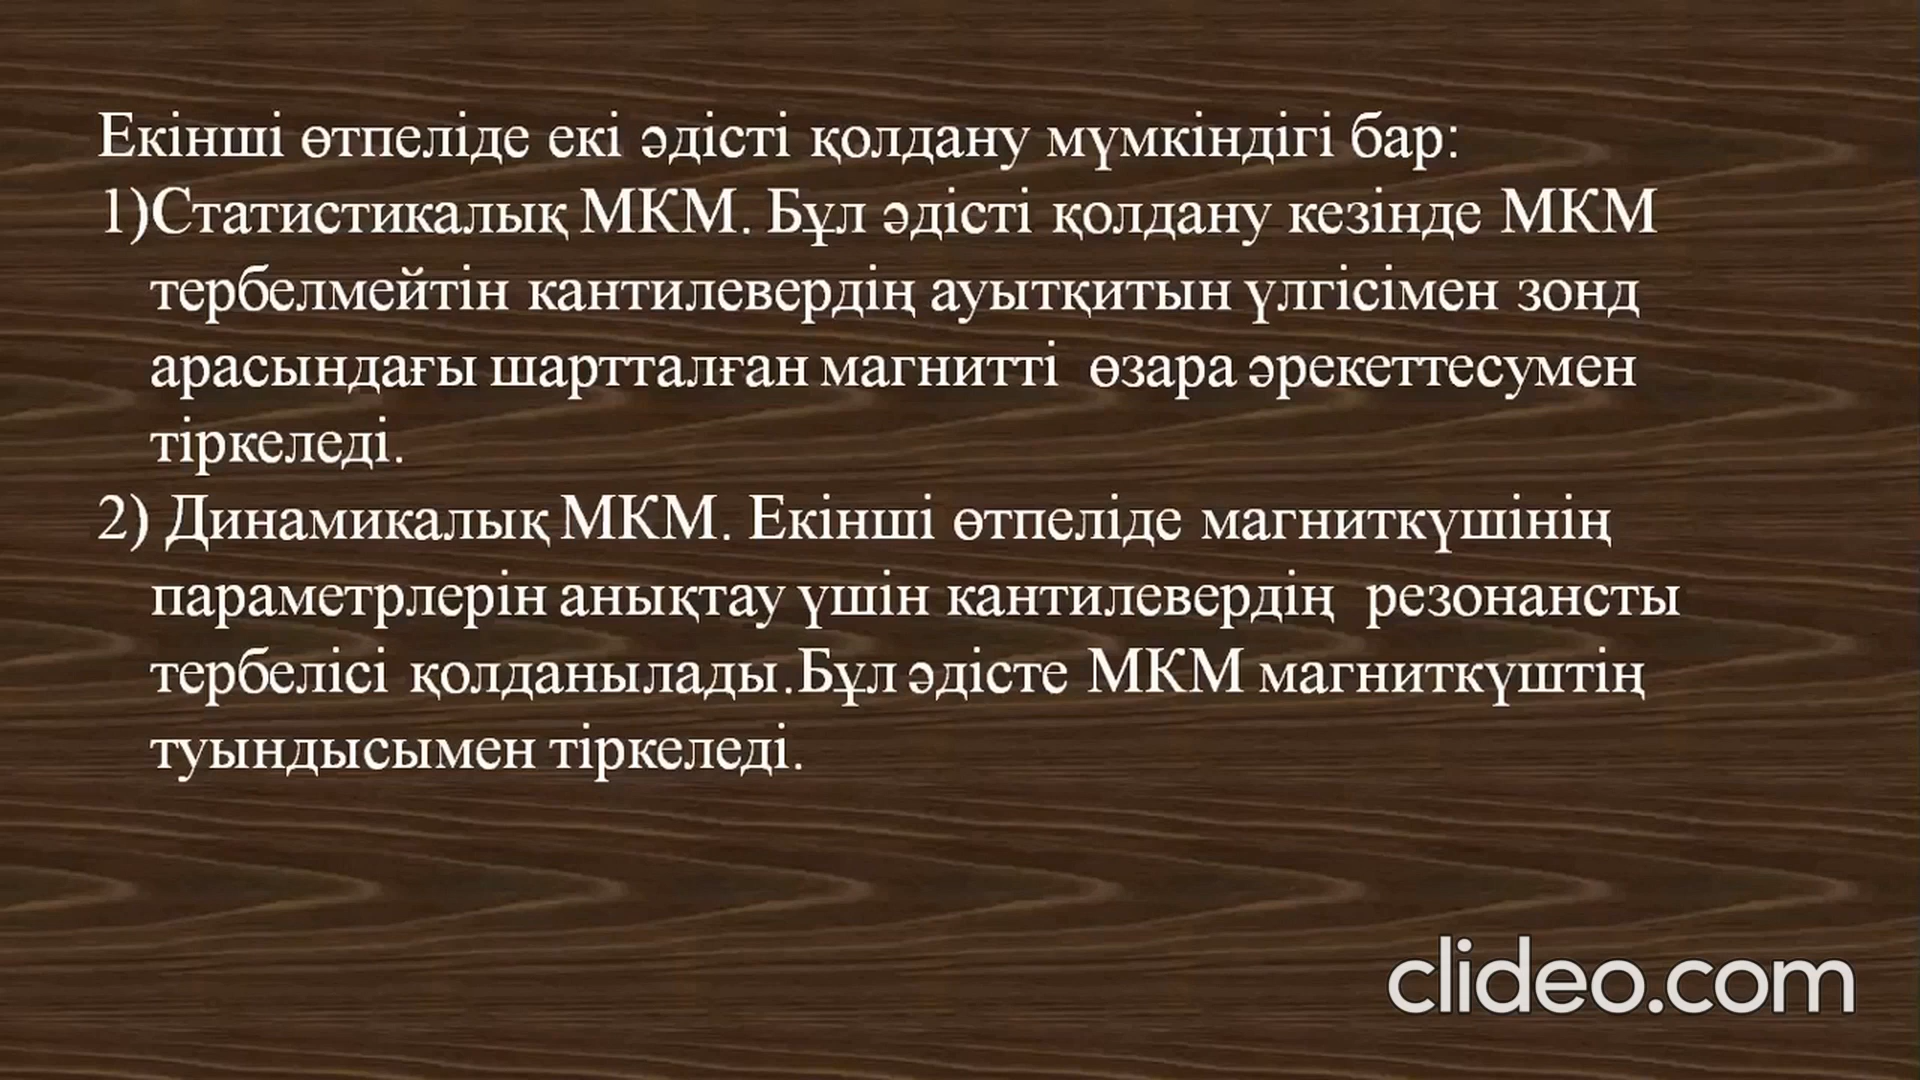 Екінші өтпеліде екі әдісті қолдану мүмкіндігі бар:
1)Статистикалық МКМ. Бұл әдісті қолдану кезінде МКМ
тербелмейтін кантилевердің ауытқитын үлгісімен зонд
арасындағы шартталған магнитті өзара әрекеттесумен
тіркеледі.
2) Динамикалық МКМ. Екінші өтпеліде магниткүшінің
параметрлерін анықтау үшін кантилевердің резонансты
тербелісі қолданылады.Бұл әдісте МКМ магниткүштің
туындысымен тіркеледі.
clideo.com